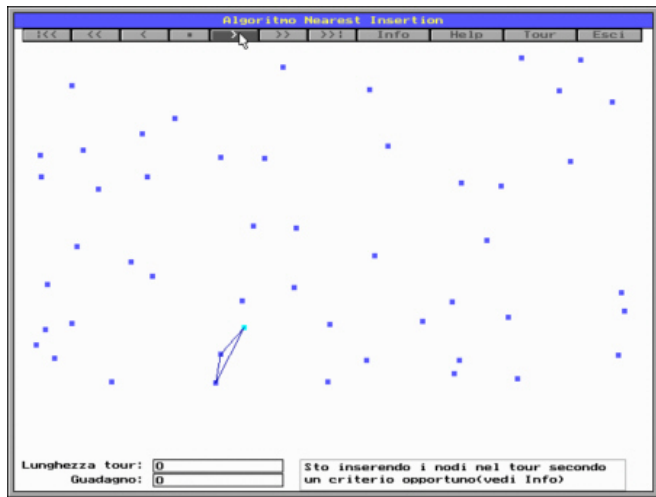 Algoritmo Nearest Insertion
:<< << < ▪ > >> >>: Info Help Tour Esci
Lunghezza tour: 0
Guadagno: 0
Sto inserendo i nodi nel tour secondo
un criterio opportuno(vedi Info)